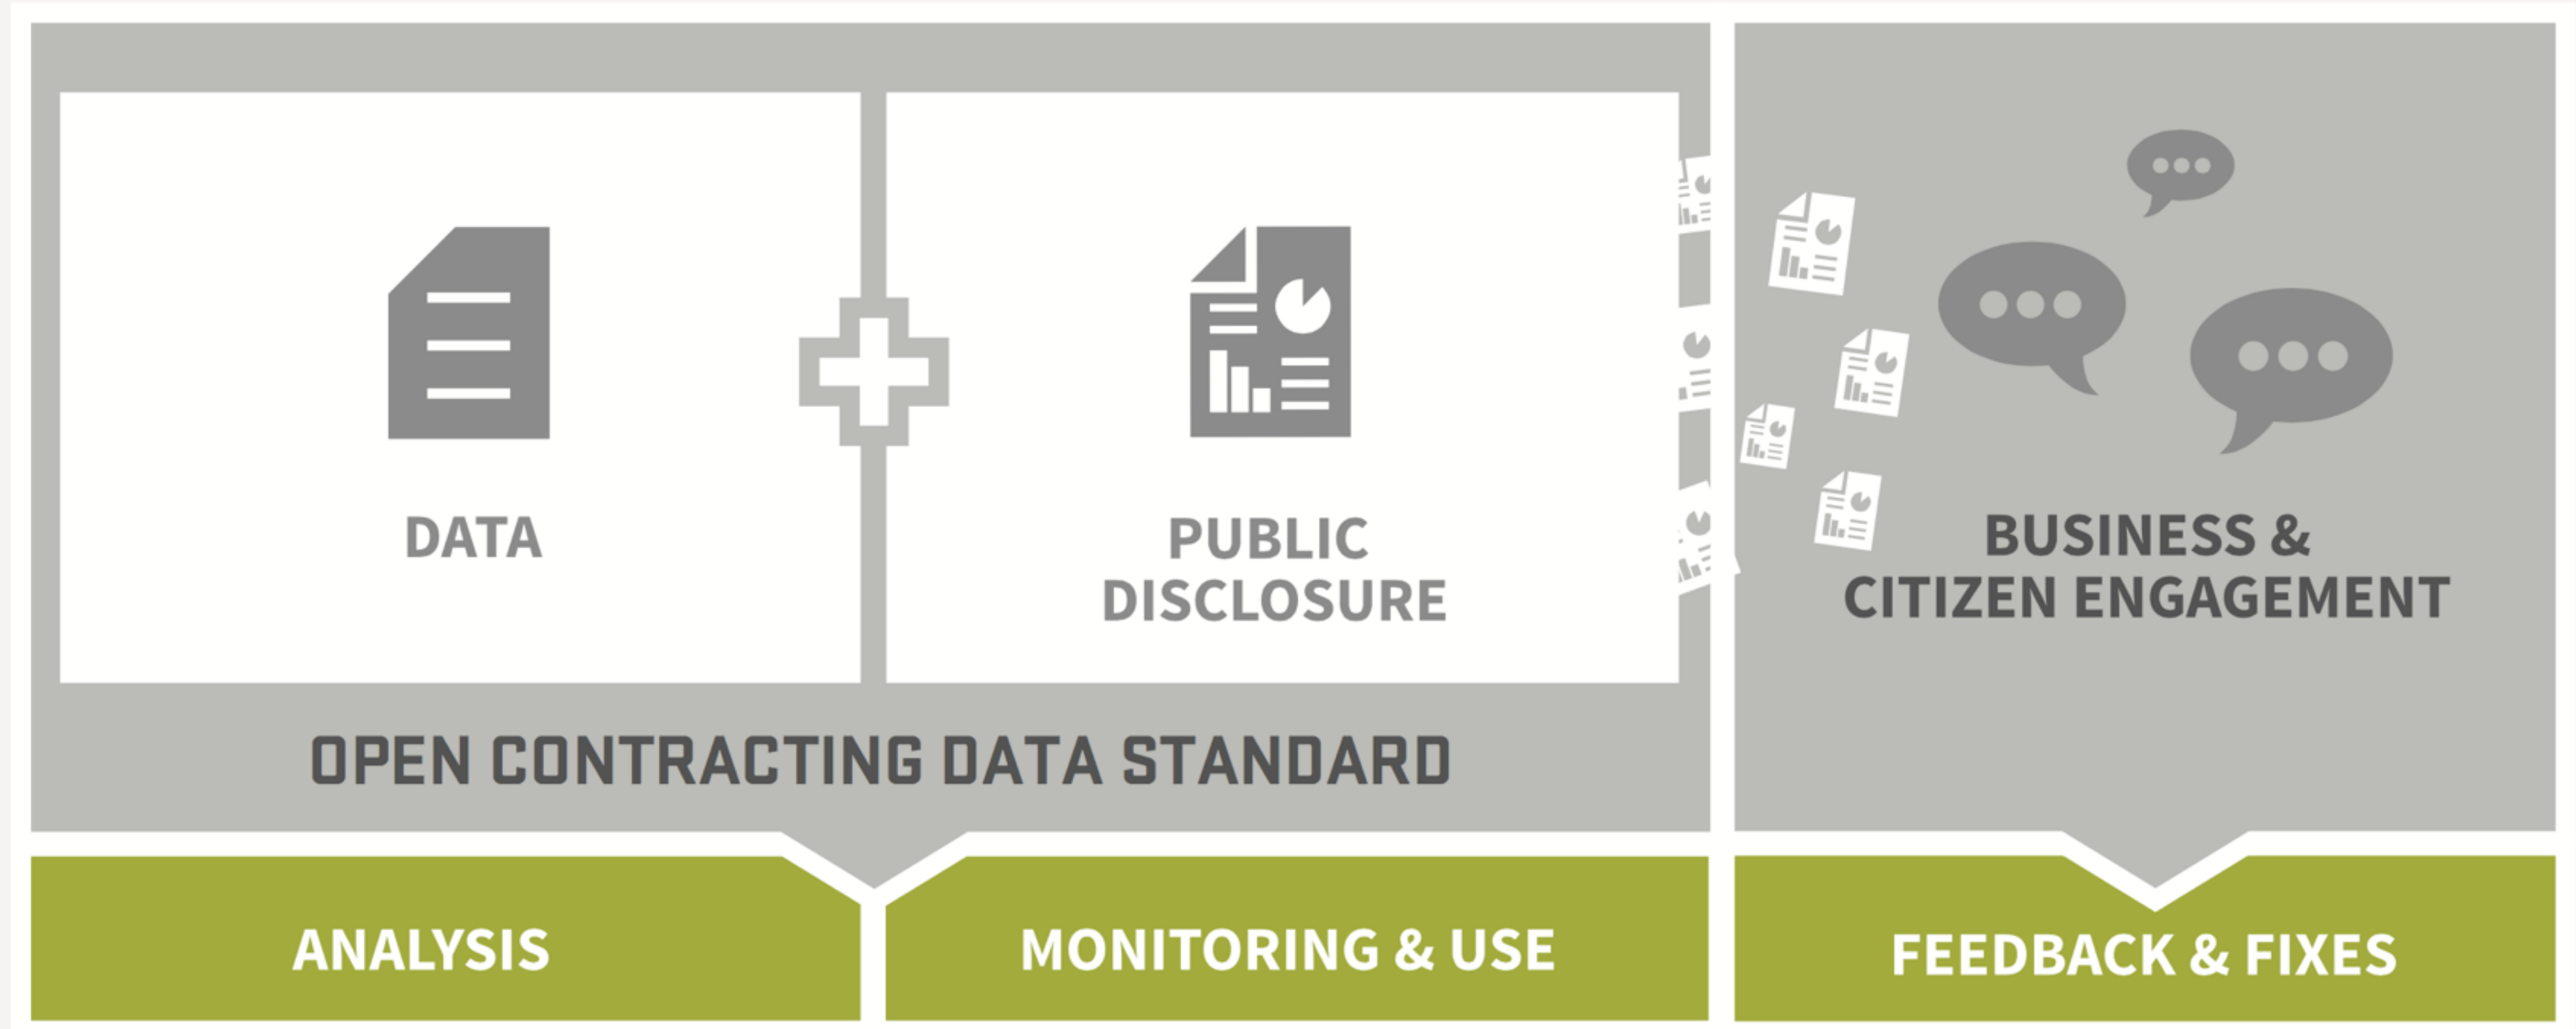 DATA
PUBLIC
DISCLOSURE
OPEN CONTRACTING DATA STANDARD
BUSINESS &
CITIZEN ENGAGEMENT
ANALYSIS
MONITORING & USE
FEEDBACK & FIXES